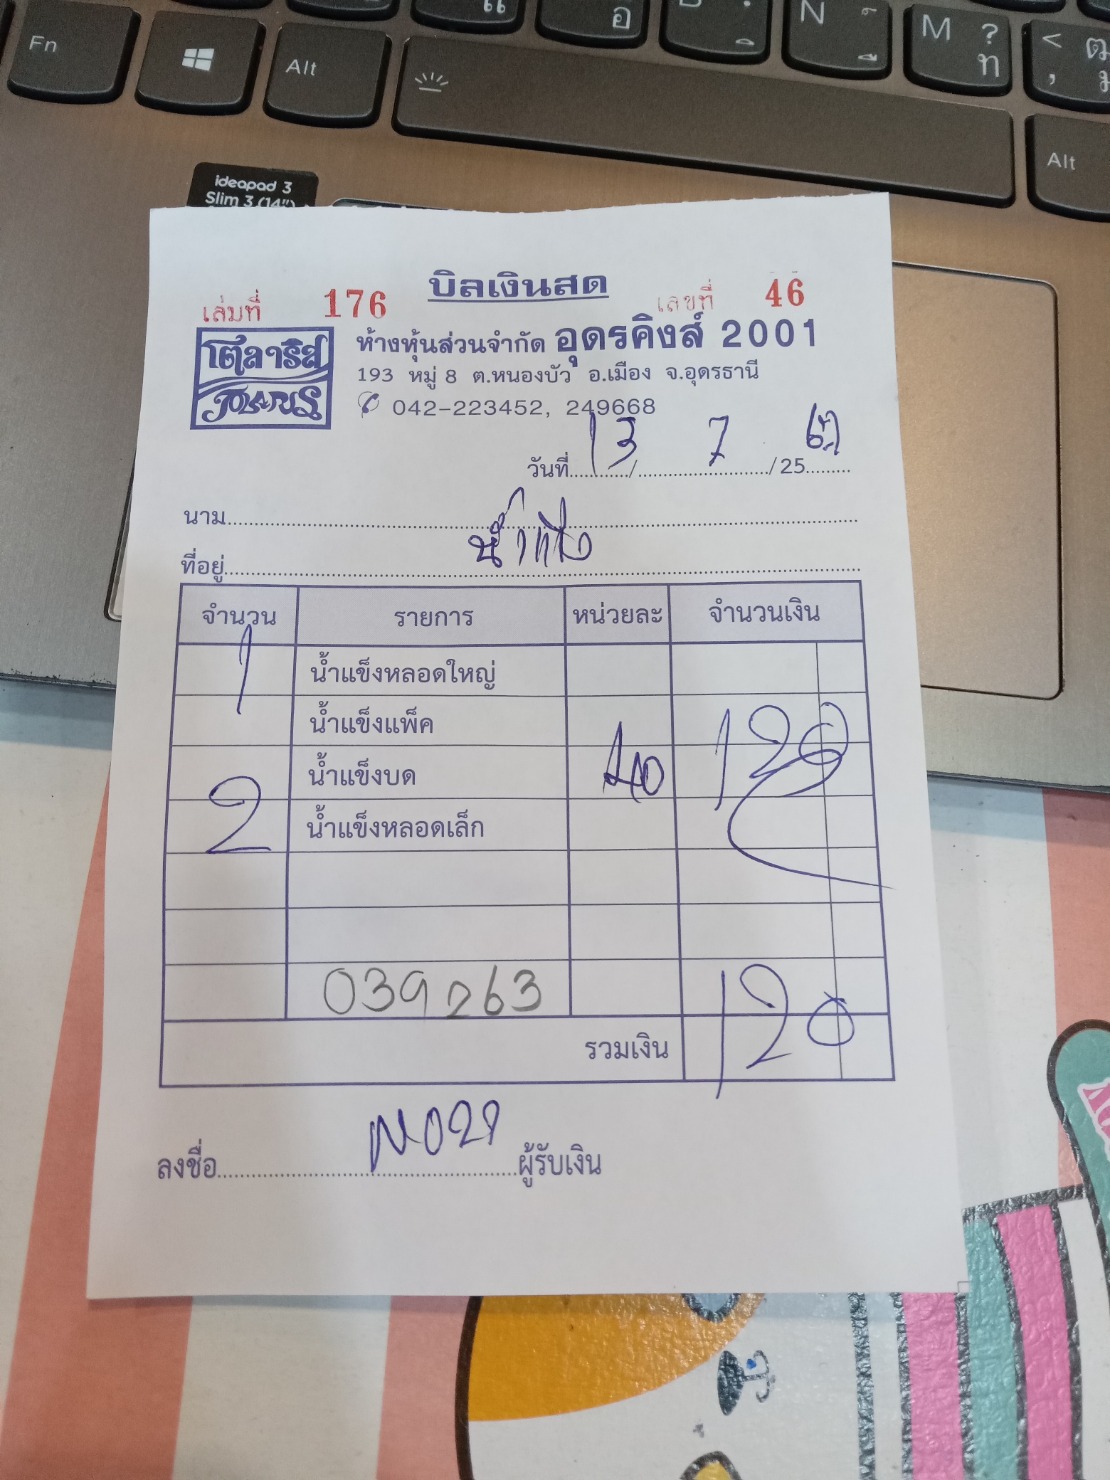 Fn Alt N M ? ท < , Alt
ideapad 3
Slim 3 (14")
บิลเงินสด
เล่มที่ 176 เลขที่ 46
โตลาริส
ห้างหุ้นส่วนจำกัด อุดรคิงส์ 2001
193 หมู่ 8 ต.หนองบัว อ.เมือง จ.อุดรธานี
042-223452, 249668
วันที่ 13 / 7 / 25
นาม
ที่อยู่
จำนวน รายการ หน่วยละ จำนวนเงิน
1 น้ำแข็งหลอดใหญ่
น้ำแข็งแพ็ค 120
น้ำแข็งบด 40
2 น้ำแข็งหลอดเล็ก
039263
รวมเงิน 120
ลงชื่อ ผู้รับเงิน